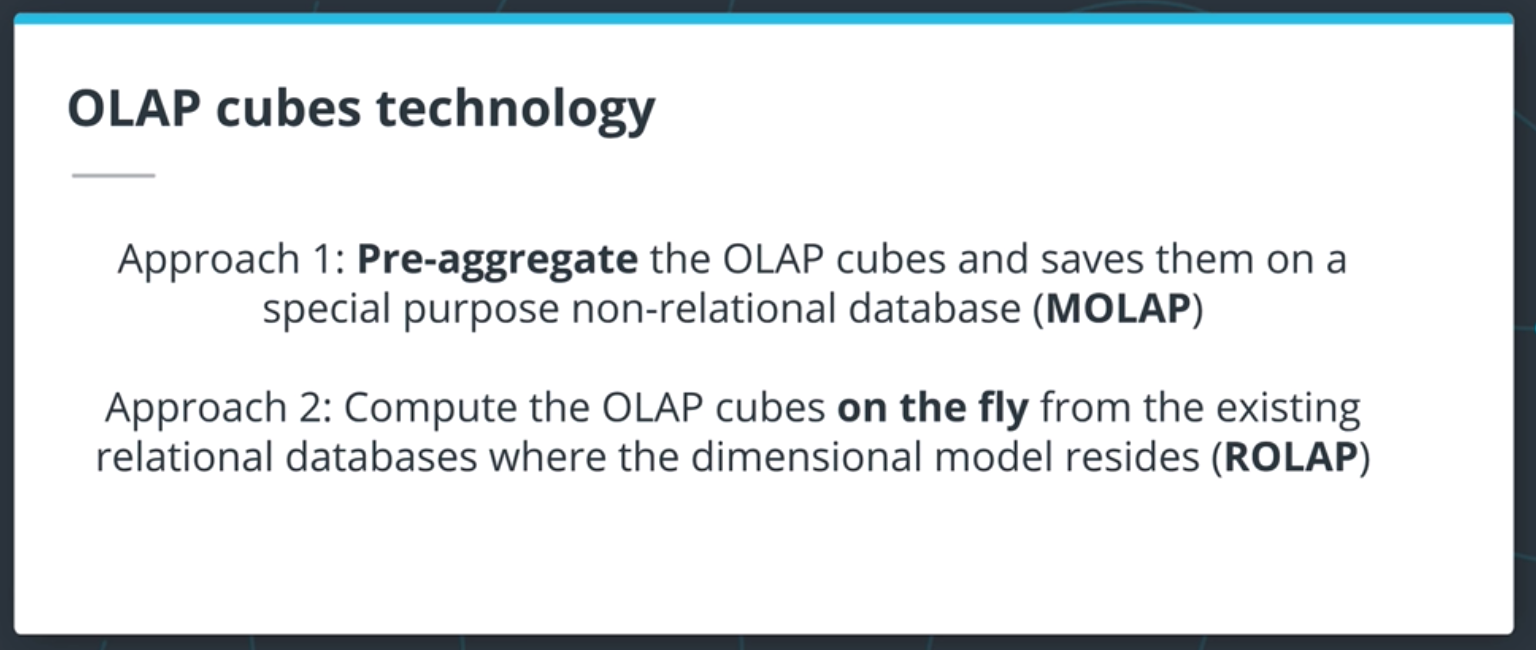 OLAP cubes technology
Approach 1: Pre-aggregate the OLAP cubes and saves them on a
special purpose non-relational database (MOLAP)
Approach 2: Compute the OLAP cubes on the fly from the existing
relational databases where the dimensional model resides (ROLAP)